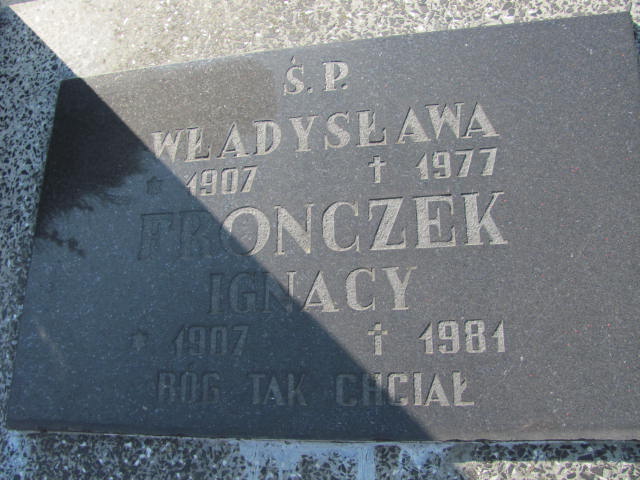 Ś.P.
WŁADYSŁAWA
* 1907 † 1977
FRONCZEK
IGNACY
* 1907 † 1981
BÓG TAK CHCIAŁ